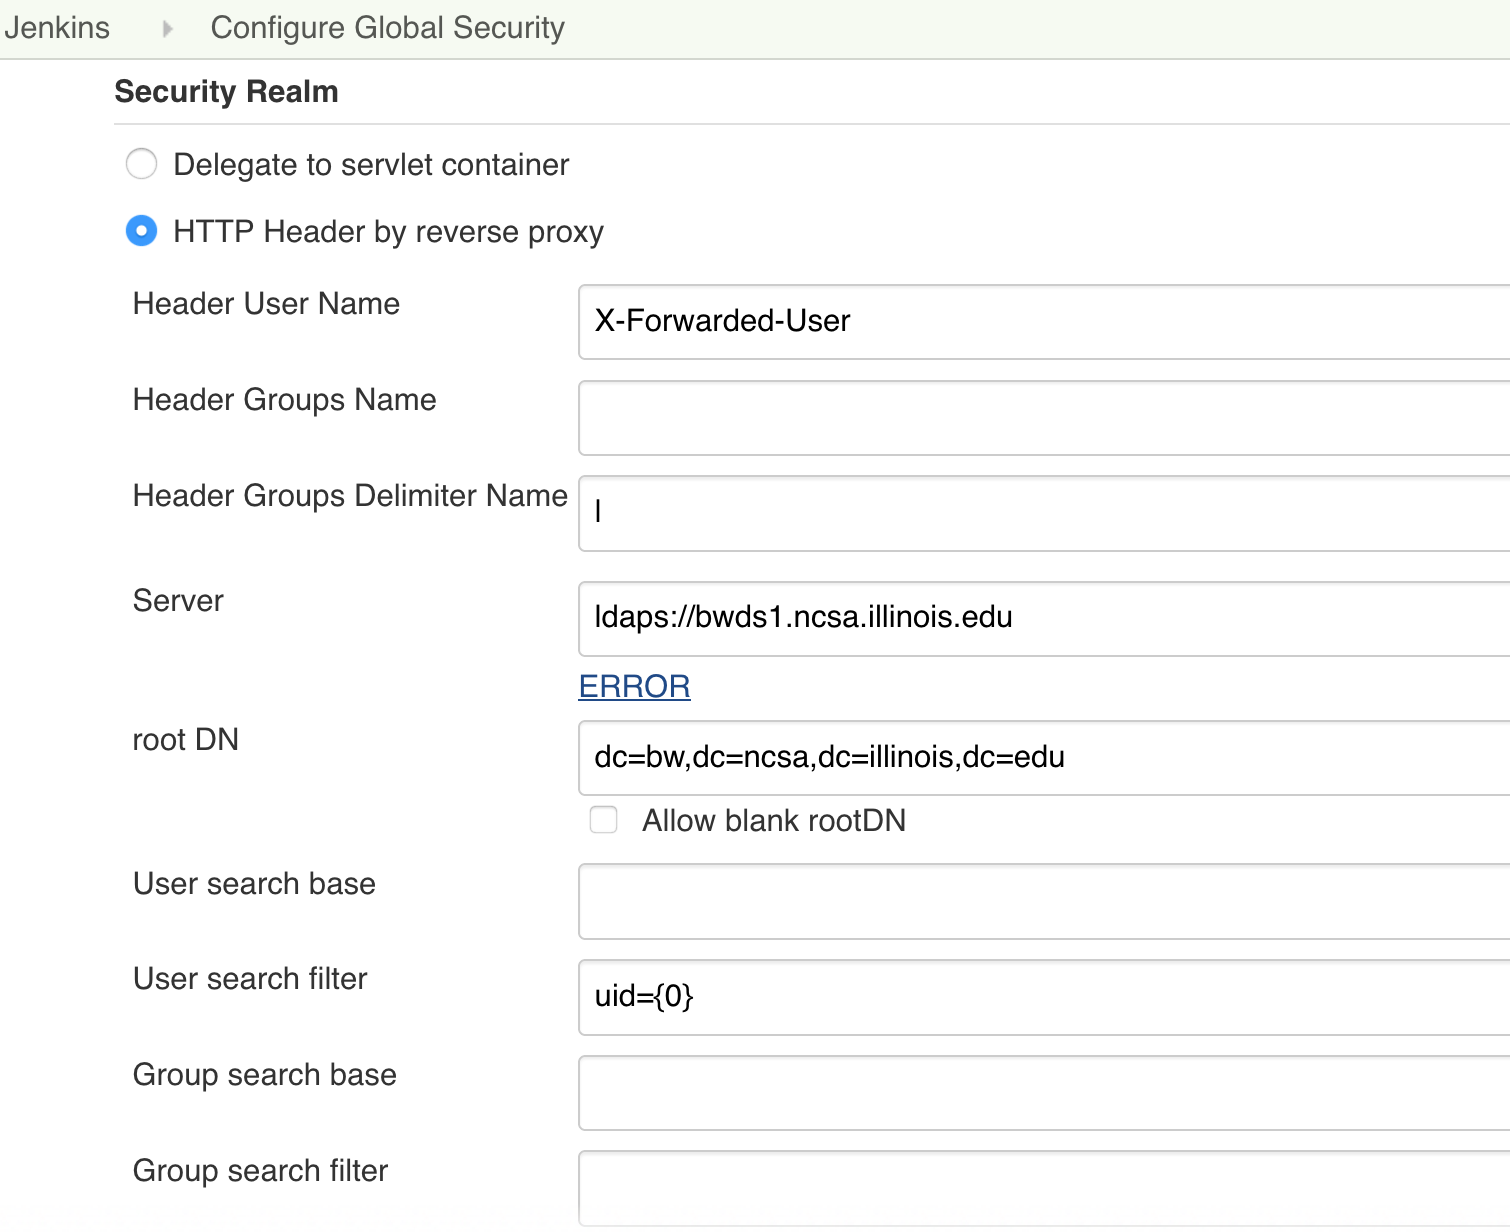 Jenkins Configure Global Security
Security Realm
Delegate to servlet container
HTTP Header by reverse proxy
Header User Name X-Forwarded-User
Header Groups Name
Header Groups Delimiter Name |
Server ldaps://bwds1.ncsa.illinois.edu
ERROR
root DN dc=bw,dc=ncsa,dc=illinois,dc=edu
Allow blank rootDN
User search base
User search filter uid={0}
Group search base
Group search filter